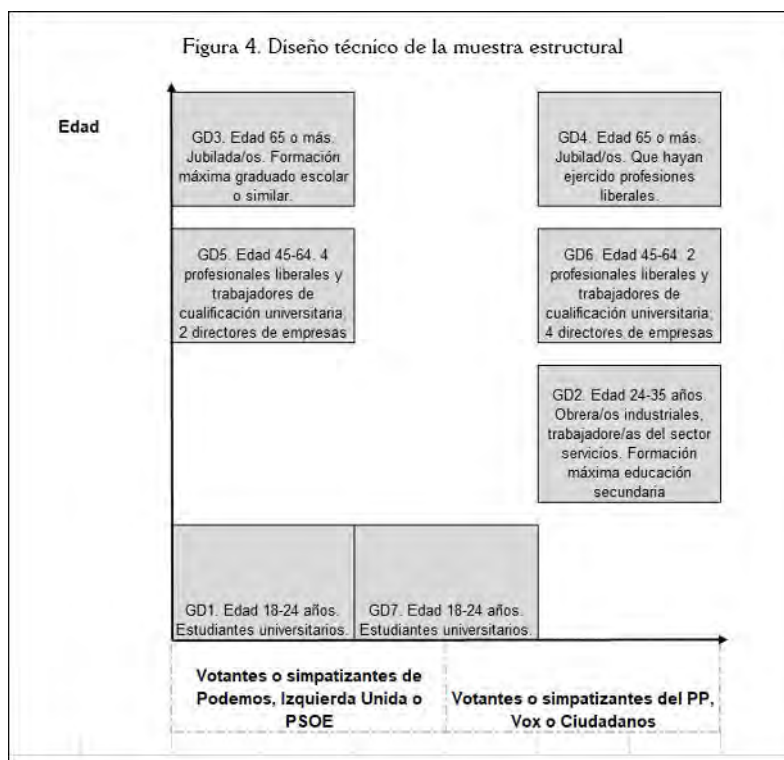 Figura 4. Diseño técnico de la muestra estructural
Edad
GD3. Edad 65 o más.
Jubilada/os. Formación
máxima graduado escolar
o similar.
GD4. Edad 65 o más.
Jubilad/os. Que hayan
ejercido profesiones
liberales.
GD5. Edad 45-64. 4
profesionales liberales y
trabajadores de
cualificación universitaria;
2 directores de empresas
GD6. Edad 45-64. 2
profesionales liberales y
trabajadores de
cualificación universitaria;
4 directores de empresas
GD2. Edad 24-35 años.
Obrera/os industriales,
trabajadore/as del sector
servicios. Formación
máxima educación
secundaria
GD1. Edad 18-24 años.
Estudiantes universitarios.
GD7. Edad 18-24 años.
Estudiantes universitarios.
Votantes o simpatizantes de
Podemos, Izquierda Unida o
PSOE
Votantes o simpatizantes del PP,
Vox o Ciudadanos